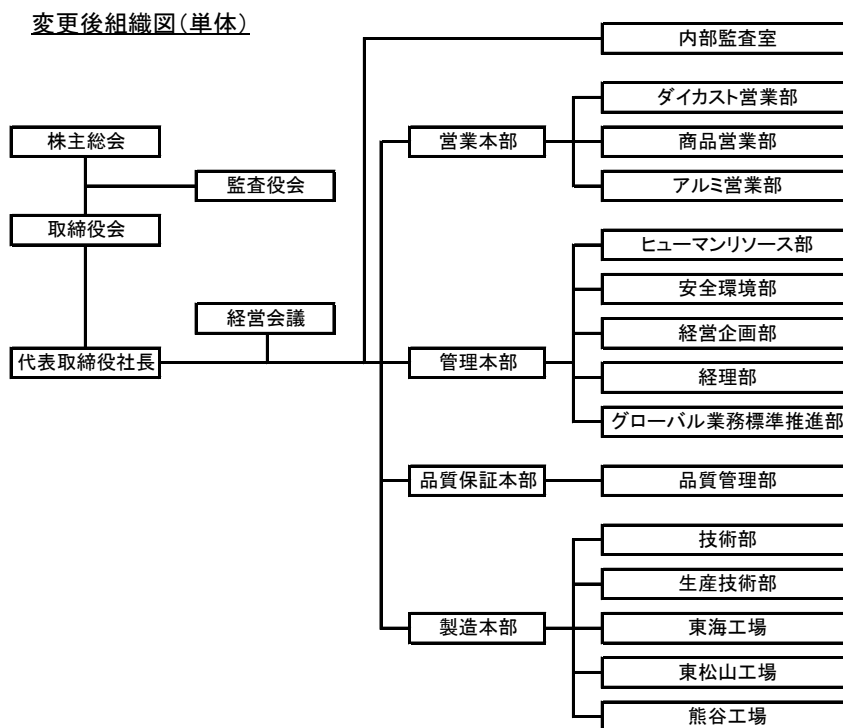 変更後組織図(単体)
内部監査室
ダイカスト営業部
株主総会
営業本部
商品営業部
監査役会
アルミ営業部
取締役会
ヒューマンリソース部
安全環境部
経営会議
経営企画部
代表取締役社長
管理本部
経理部
グローバル業務標準推進部
品質保証本部
品質管理部
技術部
生産技術部
製造本部
東海工場
東松山工場
熊谷工場